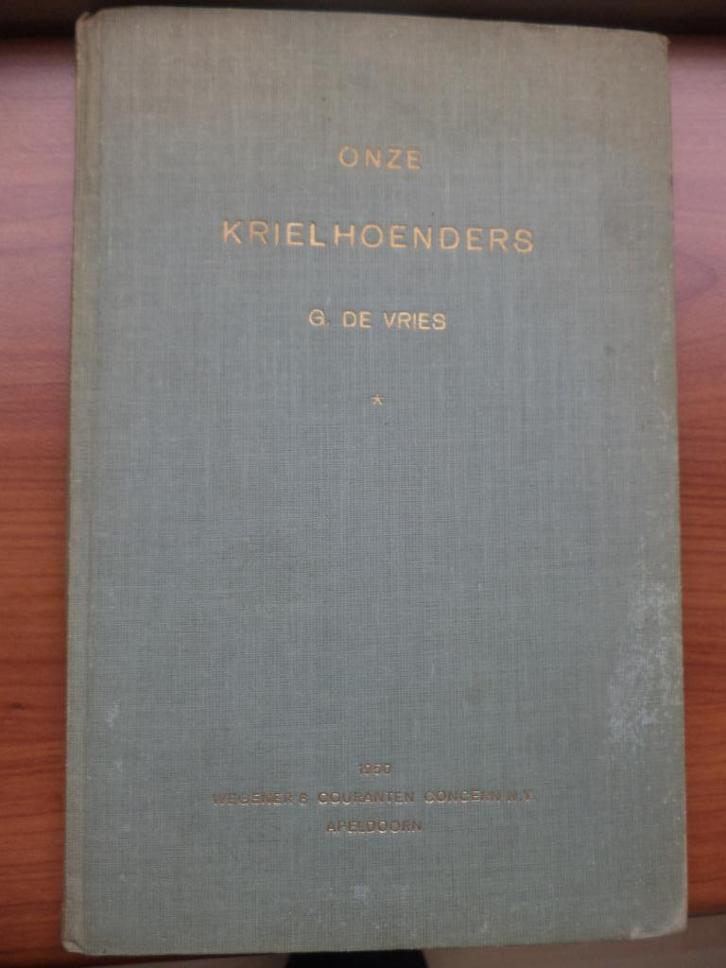 ONZE
KRIELHOENDERS
G. DE VRIES
*
1950
WEGENER'S COURANTEN CONCERN N.V.
APELDOORN